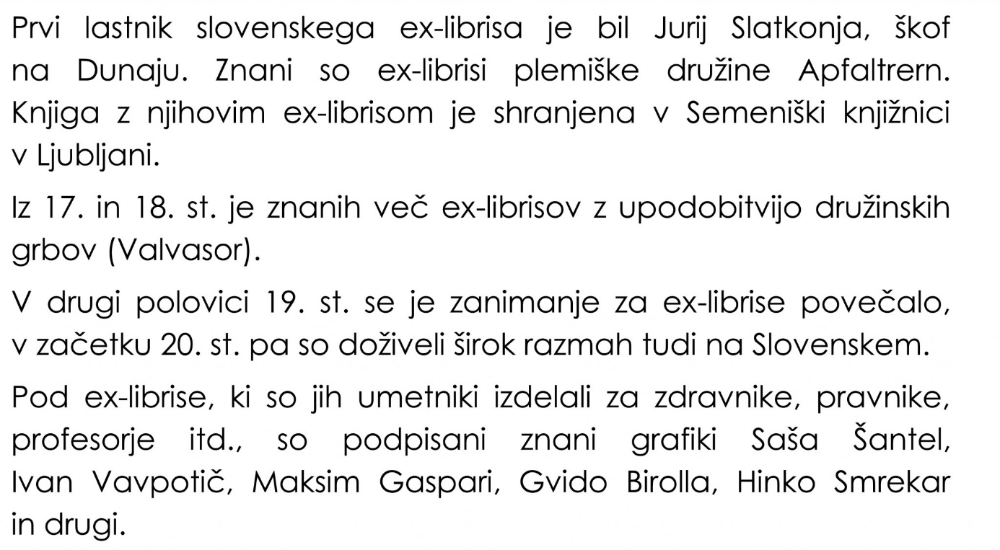 Prvi lastnik slovenskega ex-librisa je bil Jurij Slatkonja, škof
na Dunaju. Znani so ex-librisi plemiške družine Apfaltrern.
Knjiga z njihovim ex-librisom je shranjena v Semeniški knjižnici
v Ljubljani.
Iz 17. in 18. st. je znanih več ex-librisov z upodobitvijo družinskih
grbov (Valvasor).
V drugi polovici 19. st. se je zanimanje za ex-librise povečalo,
v začetku 20. st. pa so doživeli širok razmah tudi na Slovenskem.
Pod ex-librise, ki so jih umetniki izdelali za zdravnike, pravnike,
profesorje itd., so podpisani znani grafiki Saša Šantel,
Ivan Vavpotič, Maksim Gaspari, Gvido Birolla, Hinko Smrekar
in drugi.